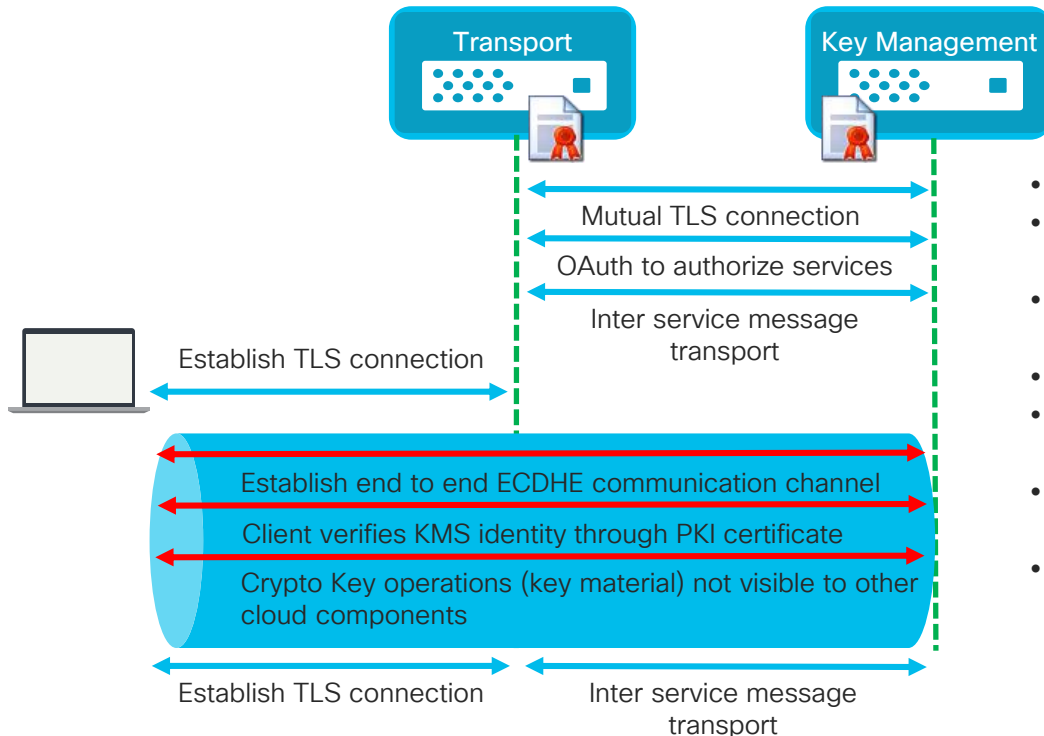 Transport
Key Management
Mutual TLS connection
OAuth to authorize services
Inter service message
transport
Establish TLS connection
Establish end to end ECDHE communication channel
Client verifies KMS identity through PKI certificate
Crypto Key operations (key material) not visible to other
cloud components
Establish TLS connection
Inter service message
transport